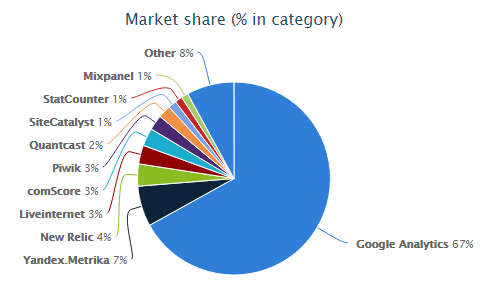 Market share (% in category)
Other 8%
Mixpanel 1%
StatCounter 1%
SiteCatalyst 1%
Quantcast 2%
Piwik 3%
comScore 3%
Liveinternet 3%
New Relic 4%
Yandex.Metrika 7%
Google Analytics 67%